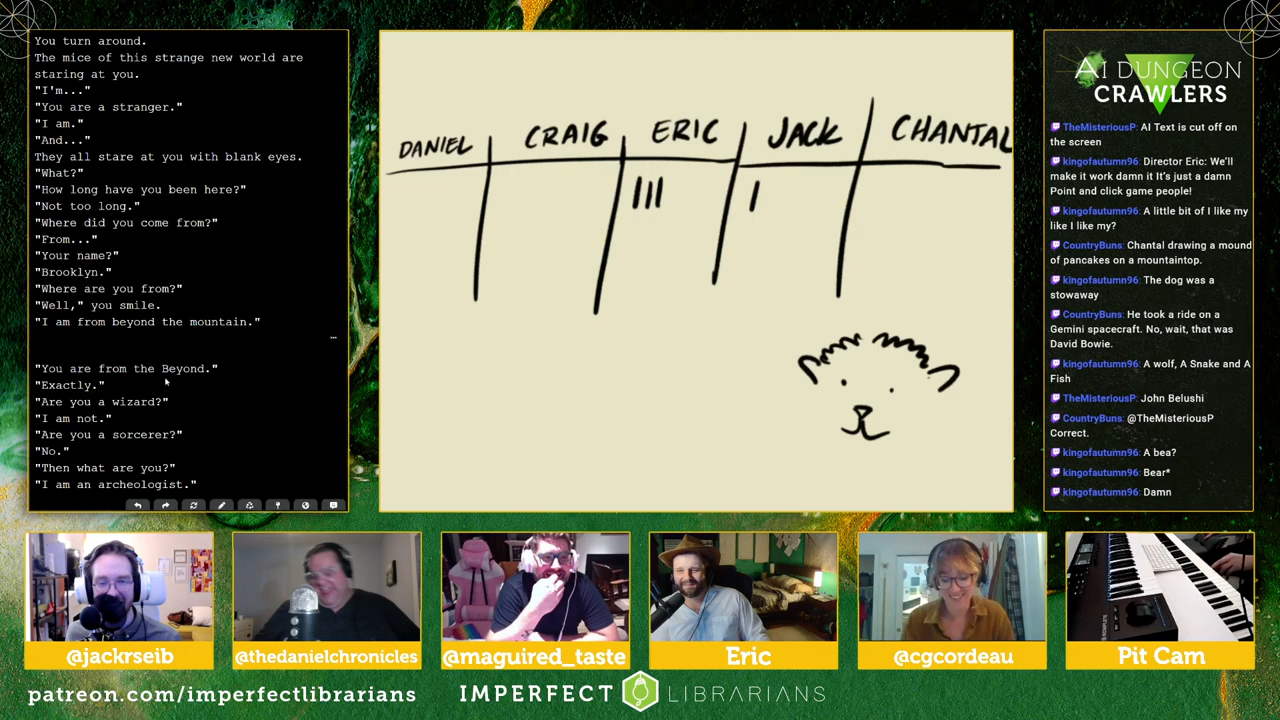 You turn around.
The mice of this strange new world are
staring at you.
"I'm..."
"You are a stranger."
"I am."
"And..."
They all stare at you with blank eyes.
"What?"
"How long have you been here?"
"Not too long."
"Where did you come from?"
"From..."
"Your name?"
"Brooklyn."
"Where are you from?"
"Well," you smile.
"I am from beyond the mountain."
…
"You are from the Beyond."
"Exactly."
"Are you a wizard?"
"I am not."
"Are you a sorcerer?"
"No."
"Then what are you?"
"I am an archeologist."
DANIEL CRAIG ERIC JACK CHANTAL
AI DUNGEON
CRAWLERS
TheMisteriousP: AI Text is cut off on
the screen
kingofautumn96: Director Eric: We'll
make it work damn it It's just a damn
Point and click game people!
kingofautumn96: A little bit of I like my
like I like my?
CountryBuns: Chantal drawing a mound
of pancakes on a mountaintop.
kingofautumn96: The dog was a
stowaway
CountryBuns: He took a ride on a
Gemini spacecraft. No, wait, that was
David Bowie.
kingofautumn96: A wolf, A Snake and A
Fish
TheMisteriousP: John Belushi
CountryBuns: @TheMisteriousP
Correct.
kingofautumn96: A bea?
kingofautumn96: Bear*
kingofautumn96: Damn
@jackrseib
@thedanielchronicles
@maguired_taste
Eric
@cgcordeau
Pit Cam
patreon.com/imperfectlibrarians
IMPERFECT LIBRARIANS